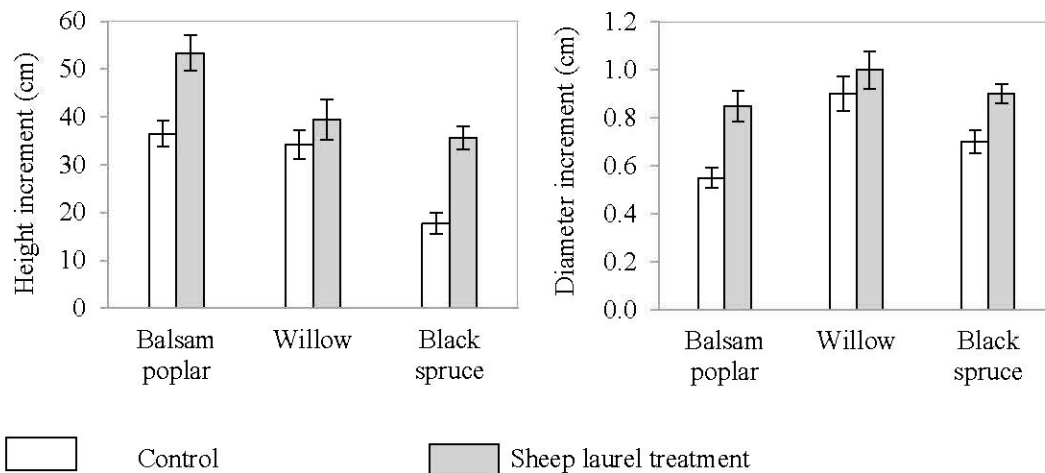 Height increment (cm)
60
50
40
30
20
10
0
Balsam
poplar
Willow
Black
spruce
Diameter increment (cm)
1.2
1.0
0.8
0.6
0.4
0.2
0.0
Balsam
poplar
Willow
Black
spruce
Control
Sheep laurel treatment